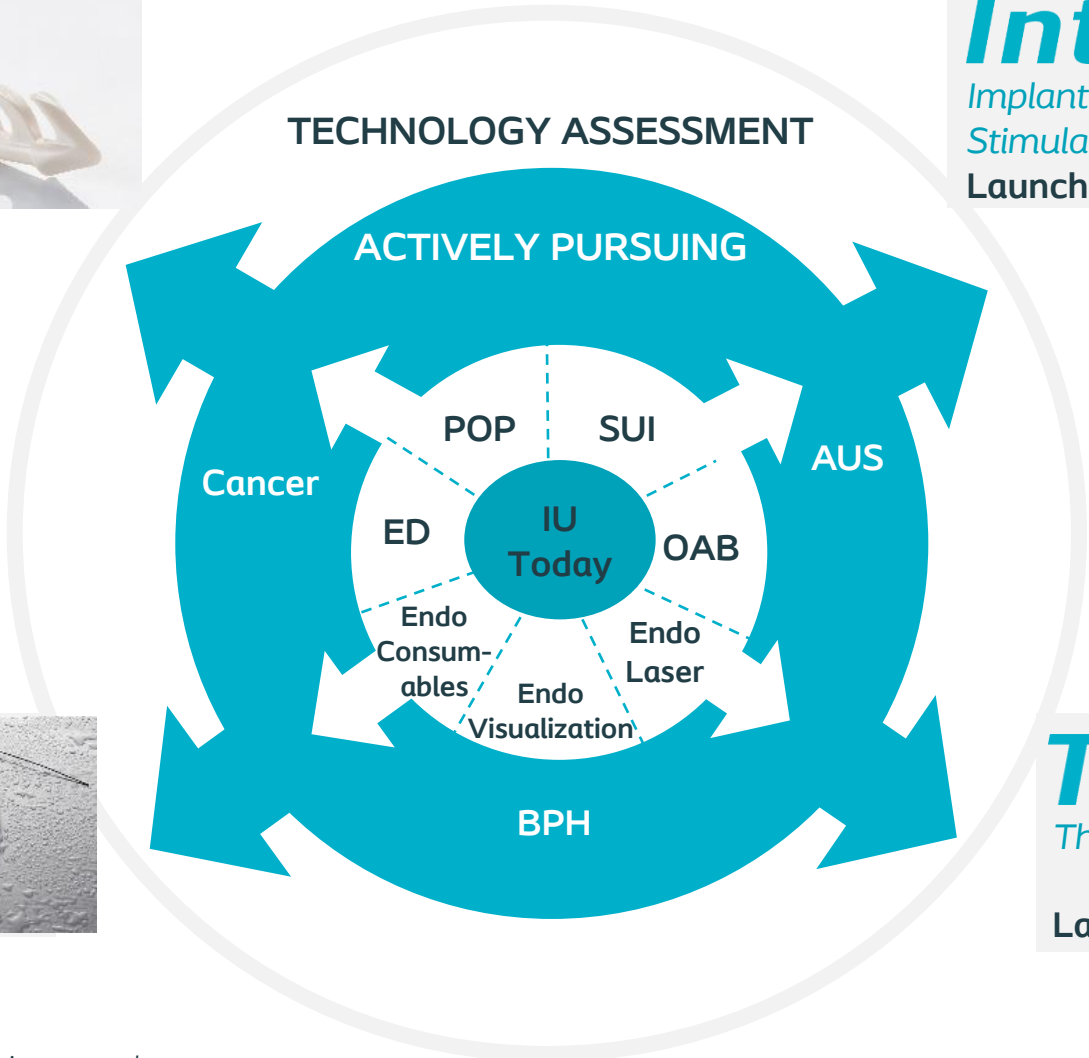 Int
Implant
Stimula
Launch
TECHNOLOGY ASSESSMENT
ACTIVELY PURSUING
POP
SUI
AUS
Cancer
IU
Today
ED
OAB
Endo
Consum-
ables
Endo
Laser
Endo
Visualization
BPH
T
Th
La